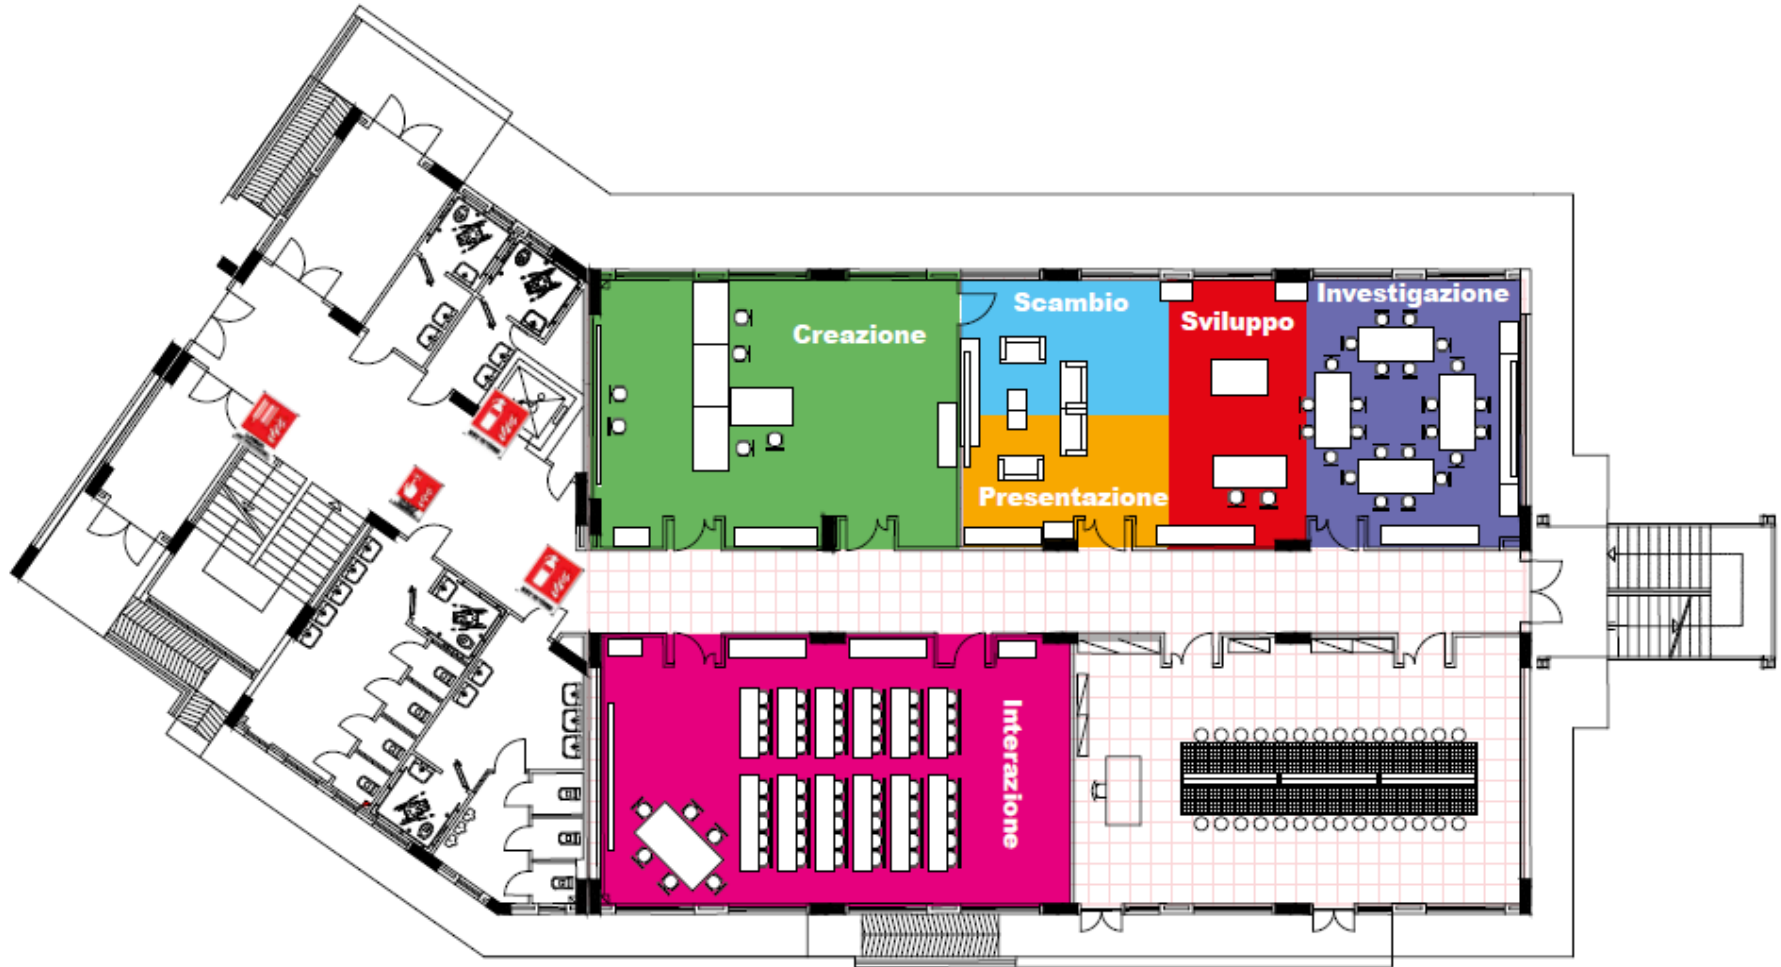 Scambio
Investigazione
Sviluppo
Creazione
Presentazione
Interazione